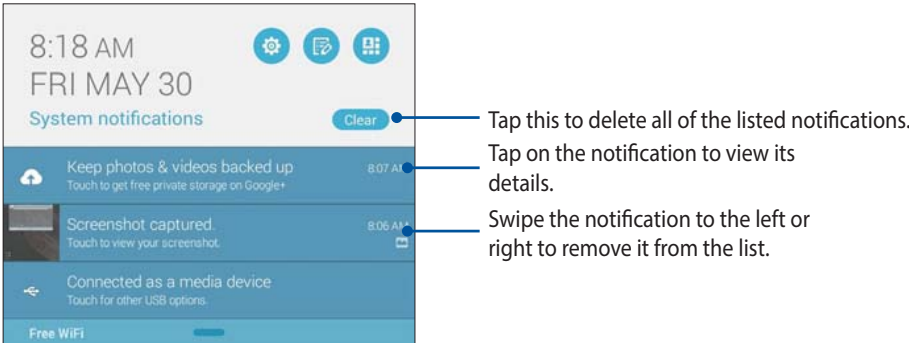 8:18 AM
FRI MAY 30
System notifications
Clear
Tap this to delete all of the listed notifications.
Keep photos & videos backed up
8:07 AM
Touch to get free private storage on Google+
Tap on the notification to view its
details.
Screenshot captured.
8:06 AM
Touch to view your screenshot.
Swipe the notification to the left or
right to remove it from the list.
Connected as a media device
Touch for other USB options.
Free WiFi